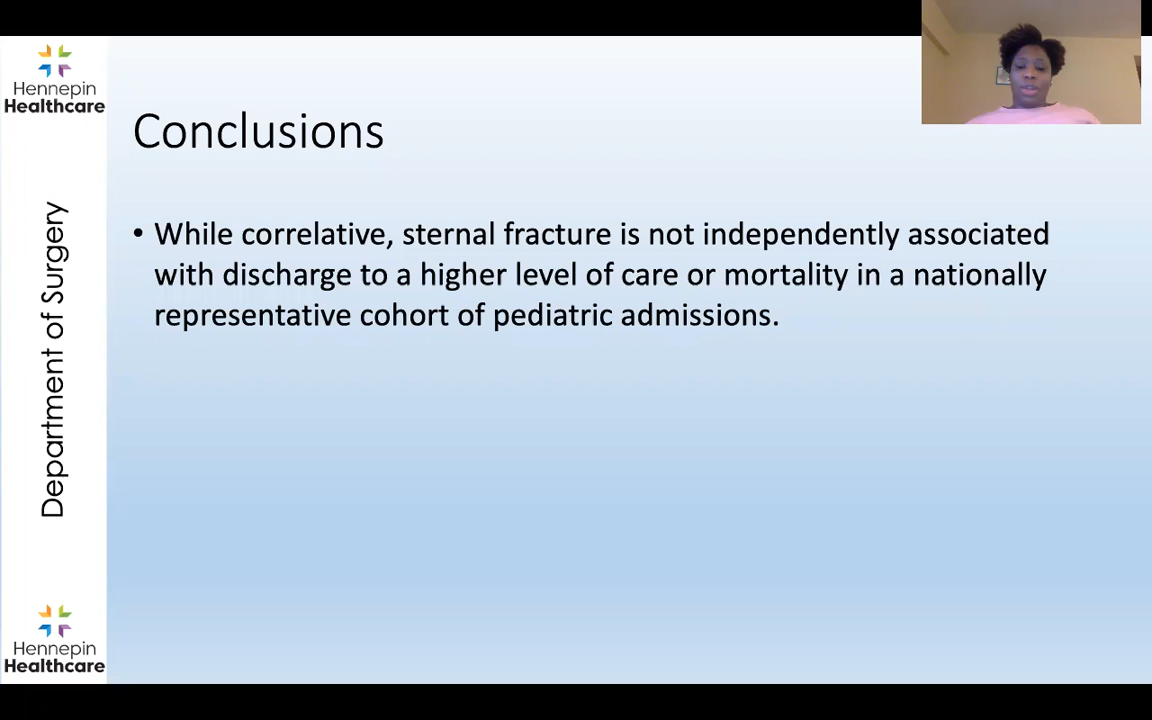 Hennepin
Healthcare
Conclusions
• While correlative, sternal fracture is not independently associated
with discharge to a higher level of care or mortality in a nationally
representative cohort of pediatric admissions.
Department of Surgery
Hennepin
Healthcare